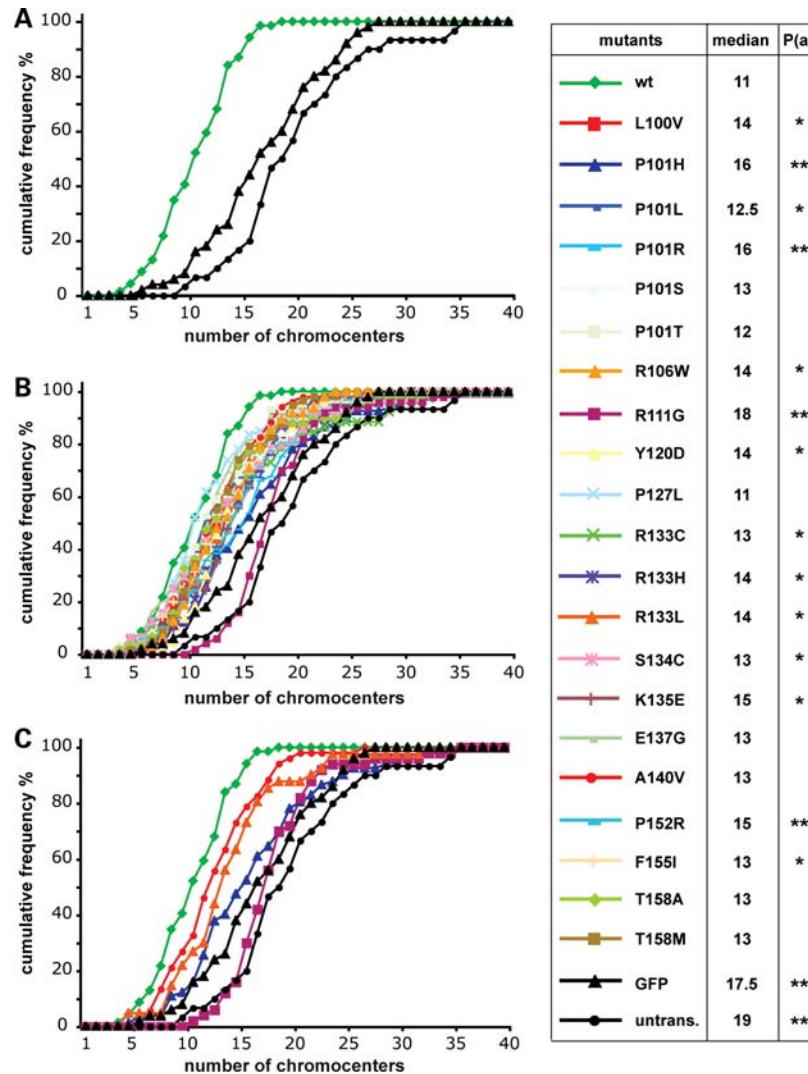 A
cumulative frequency %
100
80
60
40
20
0
1 5 10 15 20 25 30 35 40
number of chromocenters
B
cumulative frequency %
100
80
60
40
20
0
1 5 10 15 20 25 30 35 40
number of chromocenters
C
cumulative frequency %
100
80
60
40
20
0
1 5 10 15 20 25 30 35 40
number of chromocenters
mutants median P(a
wt 11
L100V 14 *
P101H 16 **
P101L 12.5 *
P101R 16 **
P101S 13
P101T 12
R106W 14 *
R111G 18 **
Y120D 14 *
P127L 11
R133C 13 *
R133H 14 *
R133L 14 *
S134C 13 *
K135E 15 *
E137G 13
A140V 13
P152R 15 **
F155I 13 *
T158A 13
T158M 13
GFP 17.5 **
untrans. 19 **